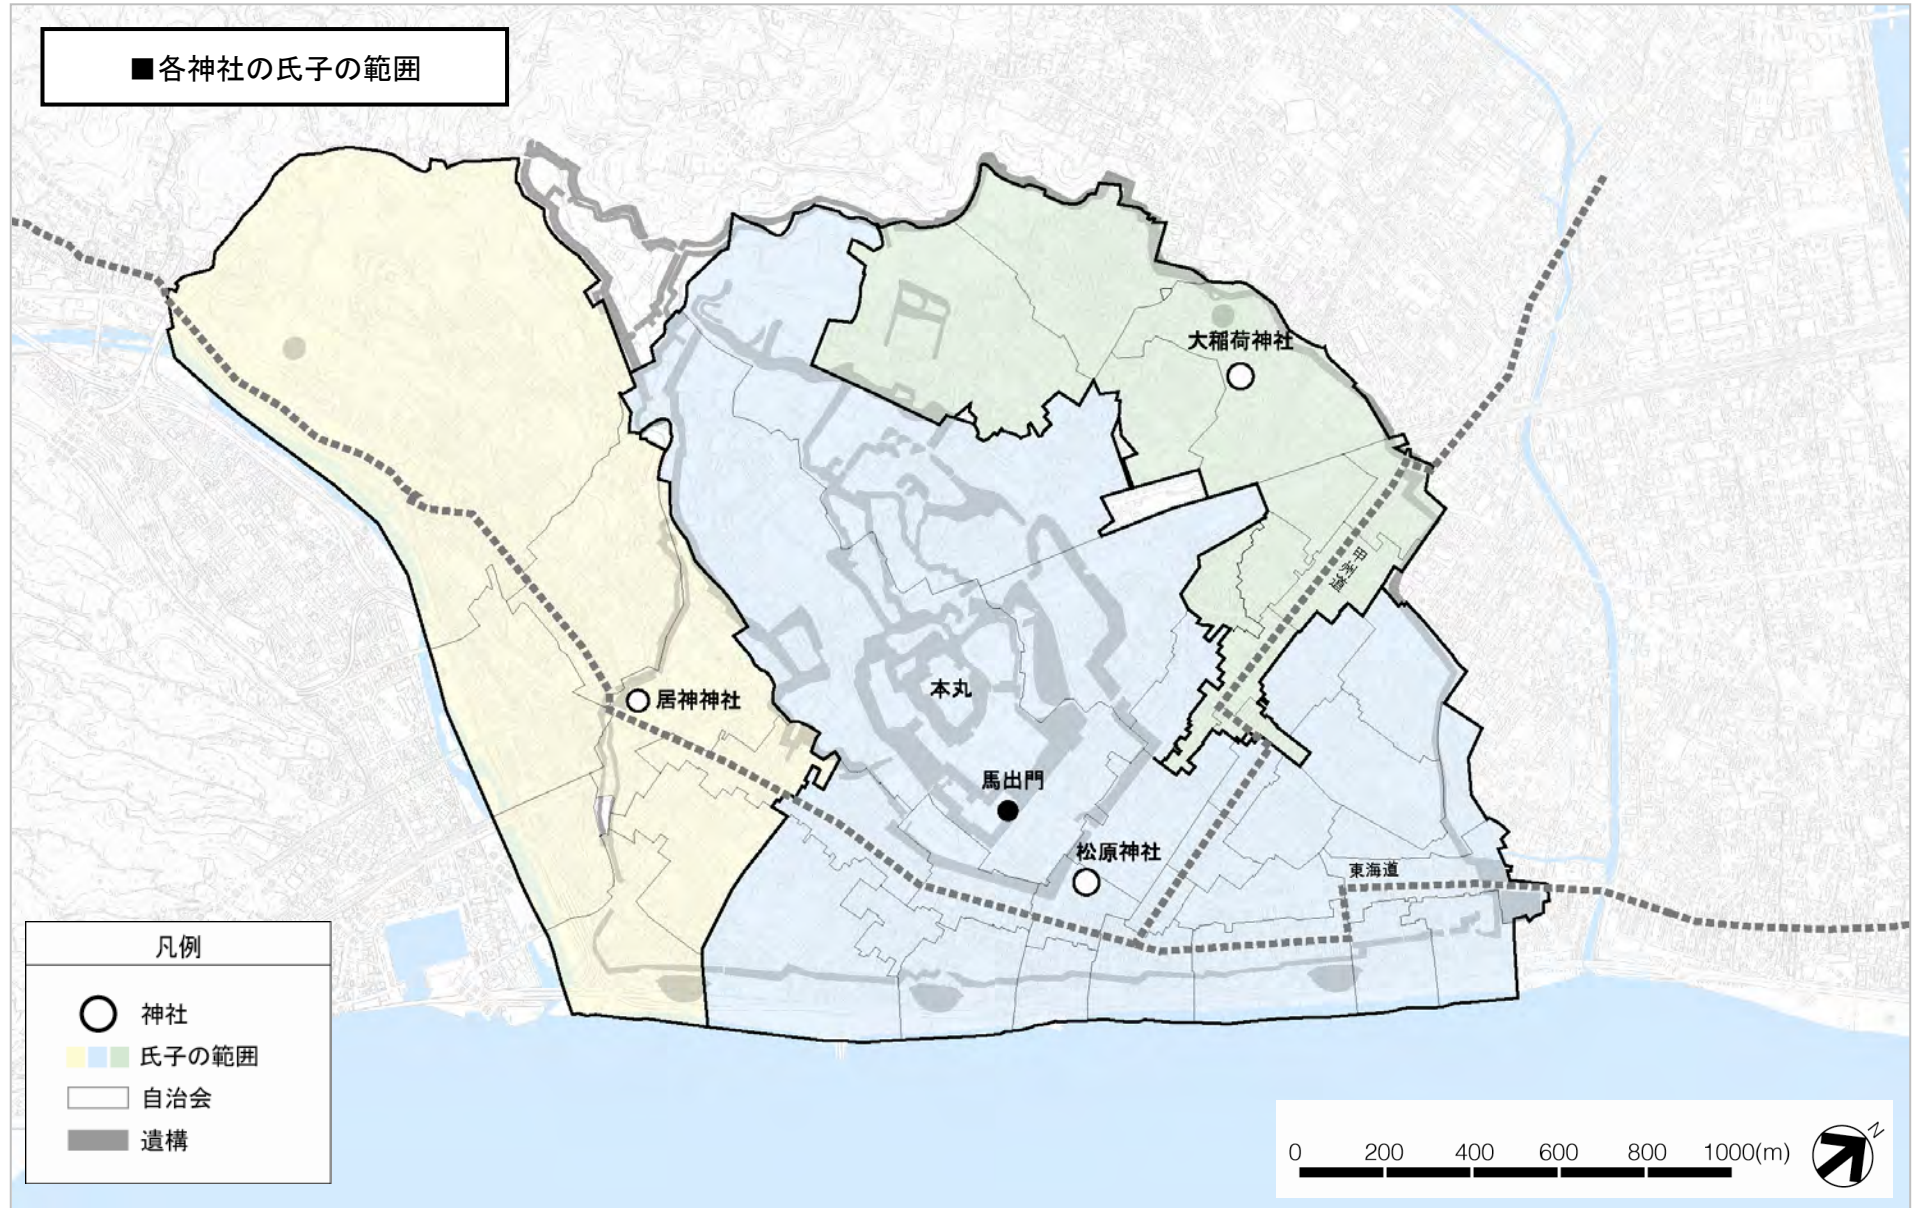 ■各神社の氏子の範囲
大稲荷神社
甲州道
居神神社
本丸
馬出門
松原神社
東海道
凡例
神社
氏子の範囲
自治会
遺構
0 200 400 600 800 1000(m)
N